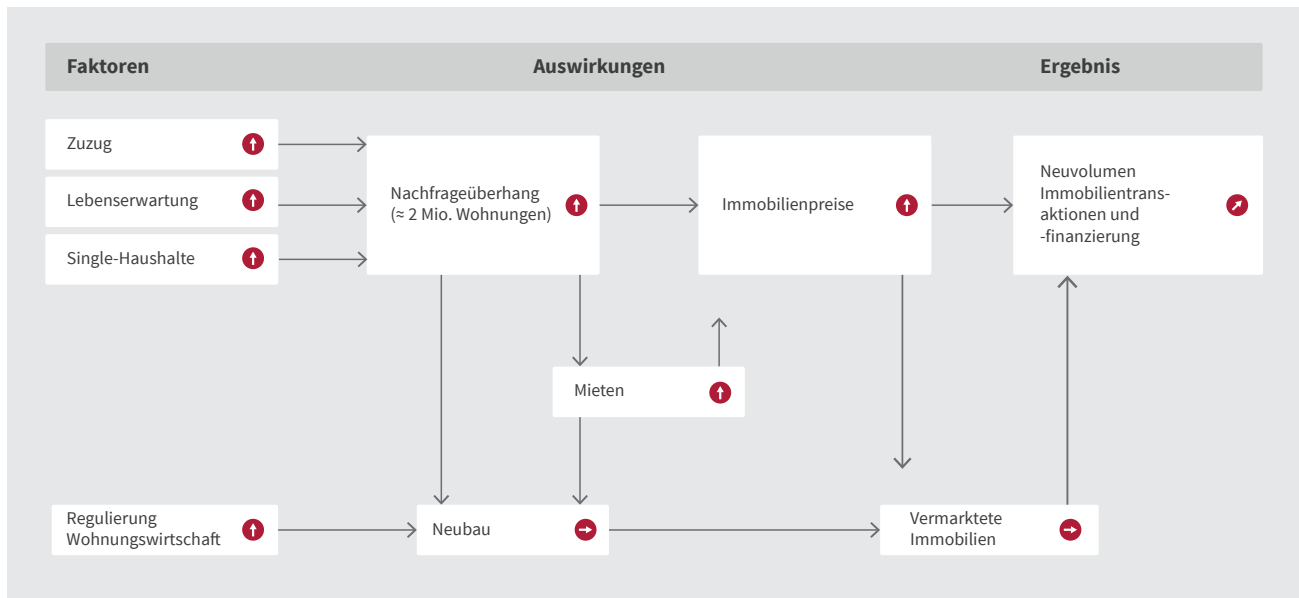 Faktoren
Auswirkungen
Ergebnis
Zuzug
Lebenserwartung
Single-Haushalte
Nachfrageüberhang
(≈ 2 Mio. Wohnungen)
Immobilienpreise
Neuvolumen
Immobilientrans-
aktionen und
-finanzierung
Mieten
Regulierung
Wohnungswirtschaft
Neubau
Vermarktete
Immobilien